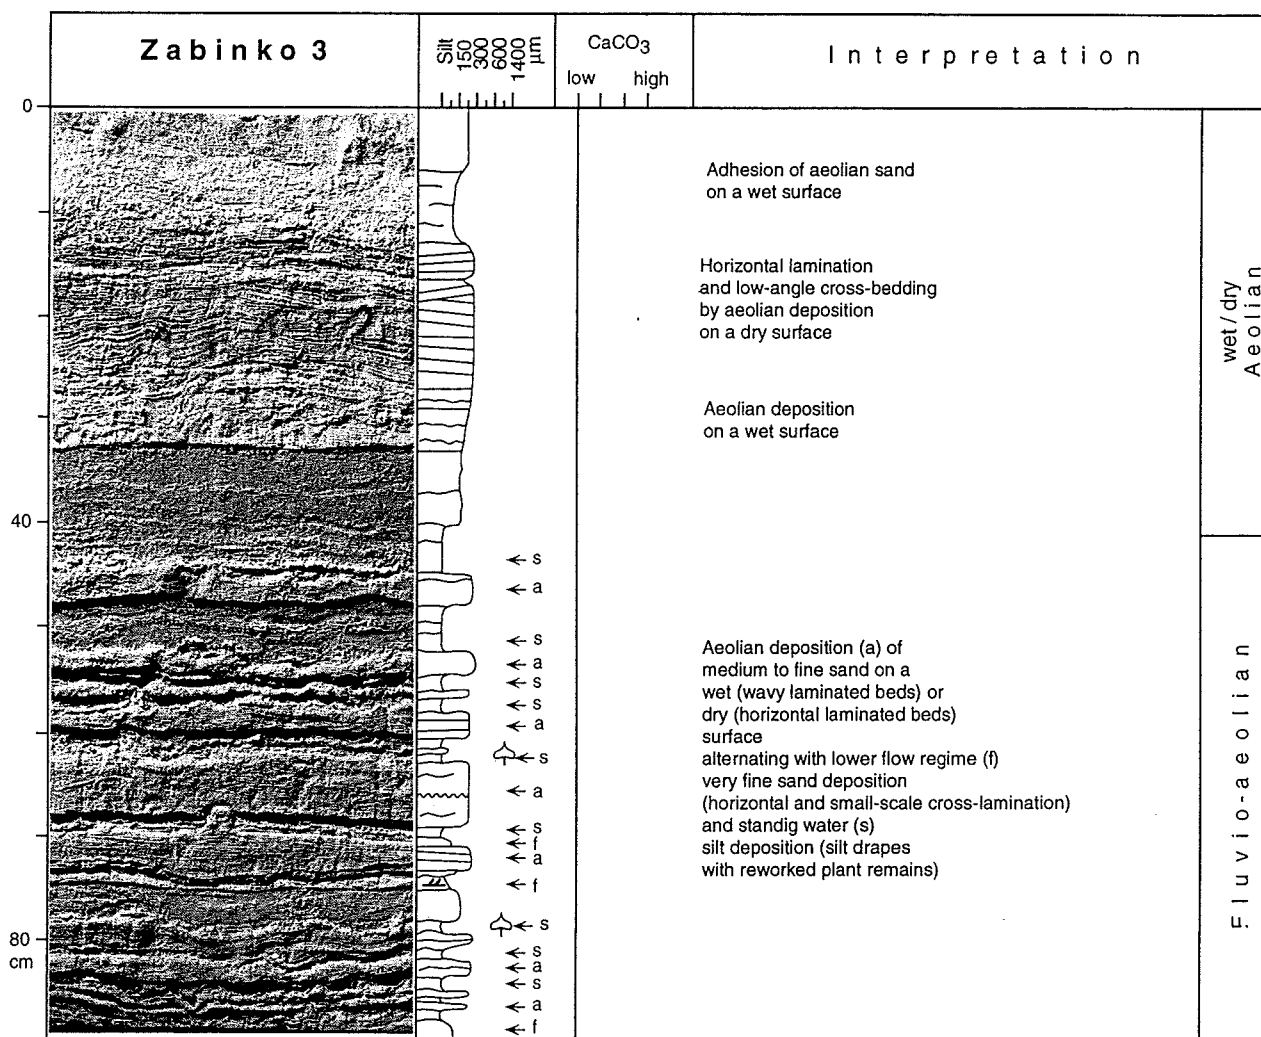 Zabinko 3
Silt
150
300
600
1400
µm
CaCO3
low high
Interpretation
0
Adhesion of aeolian sand
on a wet surface
Horizontal lamination
and low-angle cross-bedding
by aeolian deposition
on a dry surface
wet/dry
Aeolian
Aeolian deposition
on a wet surface
40
s
a
s
a
s
s
a
s
a
s
f
a
f
s
s
a
s
a
f
Aeolian deposition (a) of
medium to fine sand on a
wet (wavy laminated beds) or
dry (horizontal laminated beds)
surface
alternating with lower flow regime (f)
very fine sand deposition
(horizontal and small-scale cross-lamination)
and standig water (s)
silt deposition (silt drapes
with reworked plant remains)
Fluvio-aeolian
80
cm